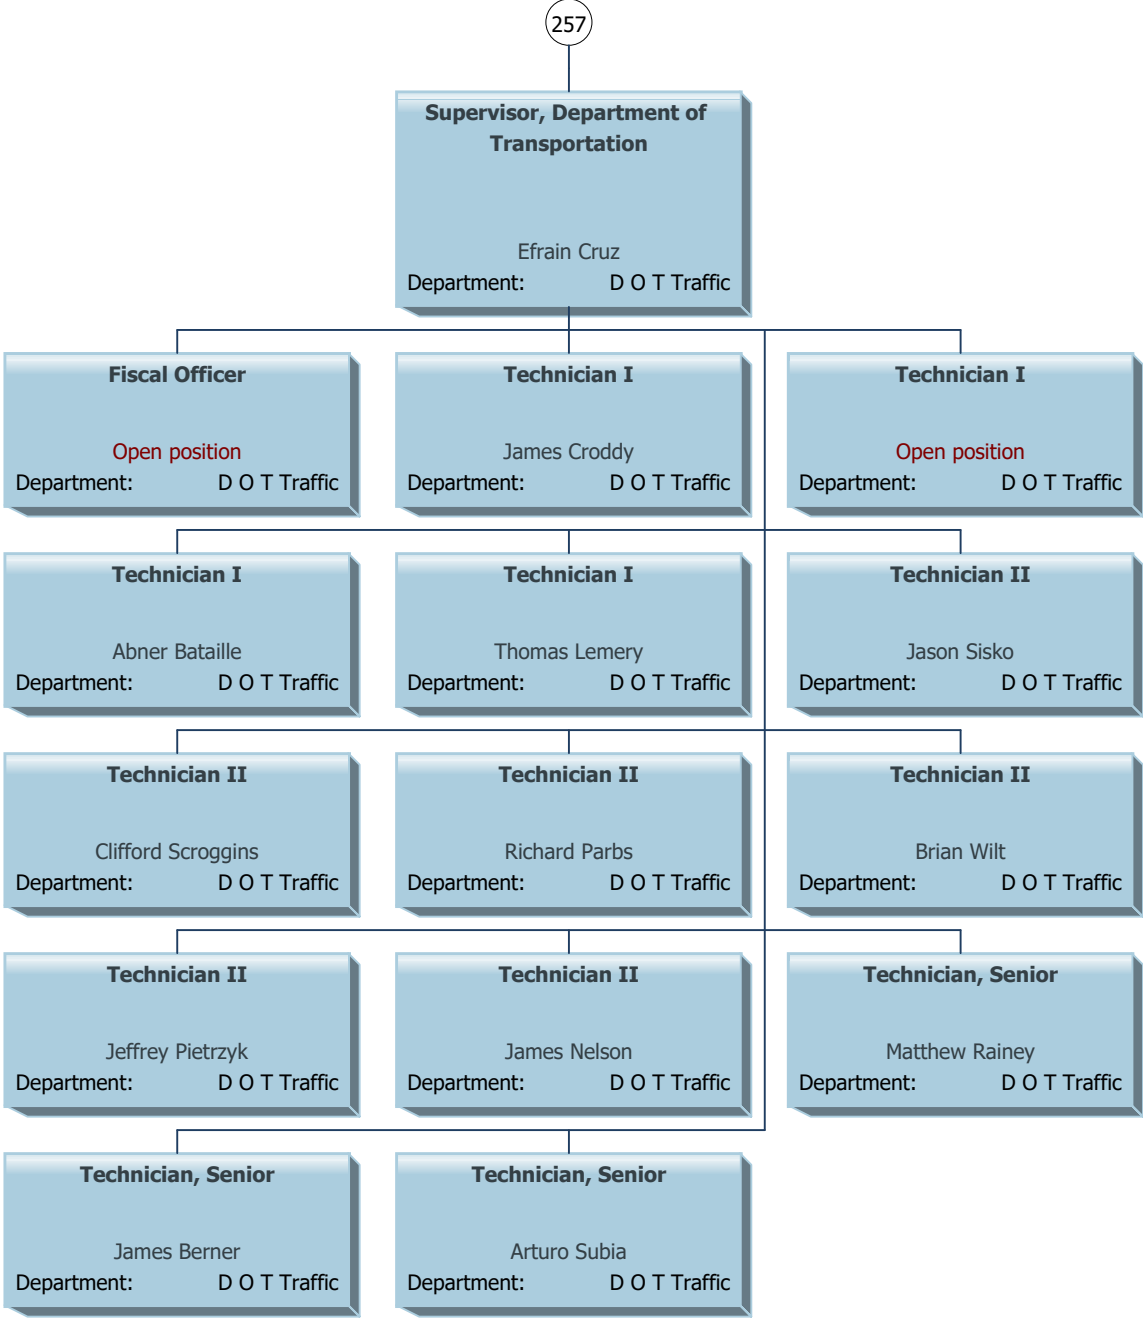 257
Supervisor, Department of
Transportation
Efrain Cruz
Department: D O T Traffic
Fiscal Officer
Open position
Department: D O T Traffic
Technician I
James Croddy
Department: D O T Traffic
Technician I
Open position
Department: D O T Traffic
Technician I
Abner Bataille
Department: D O T Traffic
Technician I
Thomas Lemery
Department: D O T Traffic
Technician II
Jason Sisko
Department: D O T Traffic
Technician II
Clifford Scroggins
Department: D O T Traffic
Technician II
Richard Parbs
Department: D O T Traffic
Technician II
Brian Wilt
Department: D O T Traffic
Technician II
Jeffrey Pietrzyk
Department: D O T Traffic
Technician II
James Nelson
Department: D O T Traffic
Technician, Senior
Matthew Rainey
Department: D O T Traffic
Technician, Senior
James Berner
Department: D O T Traffic
Technician, Senior
Arturo Subia
Department: D O T Traffic